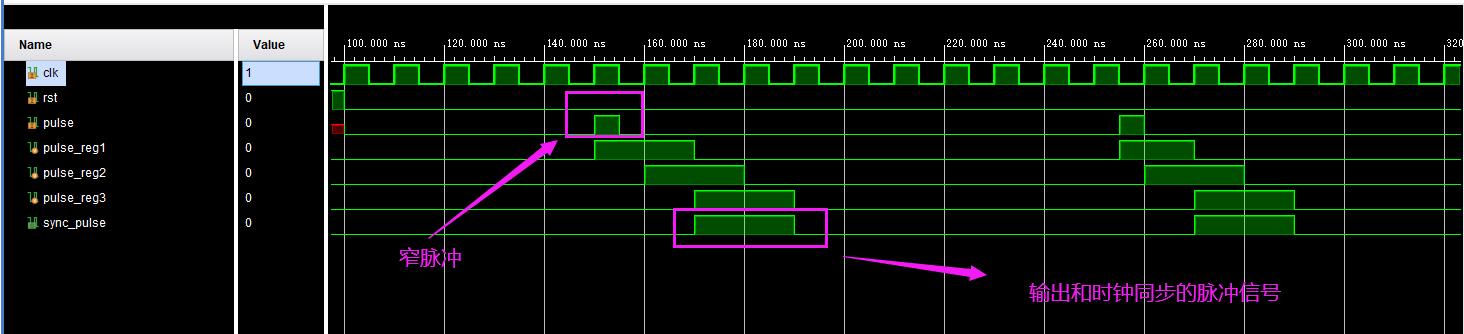 Name Value
100.000 ns 120.000 ns 140.000 ns 160.000 ns 180.000 ns 200.000 ns 220.000 ns 240.000 ns 260.000 ns 280.000 ns 300.000 ns 320
clk 1
rst 0
pulse 0
pulse_reg1 0
pulse_reg2 0
pulse_reg3 0
sync_pulse 0
窄脉冲
输出和时钟同步的脉冲信号